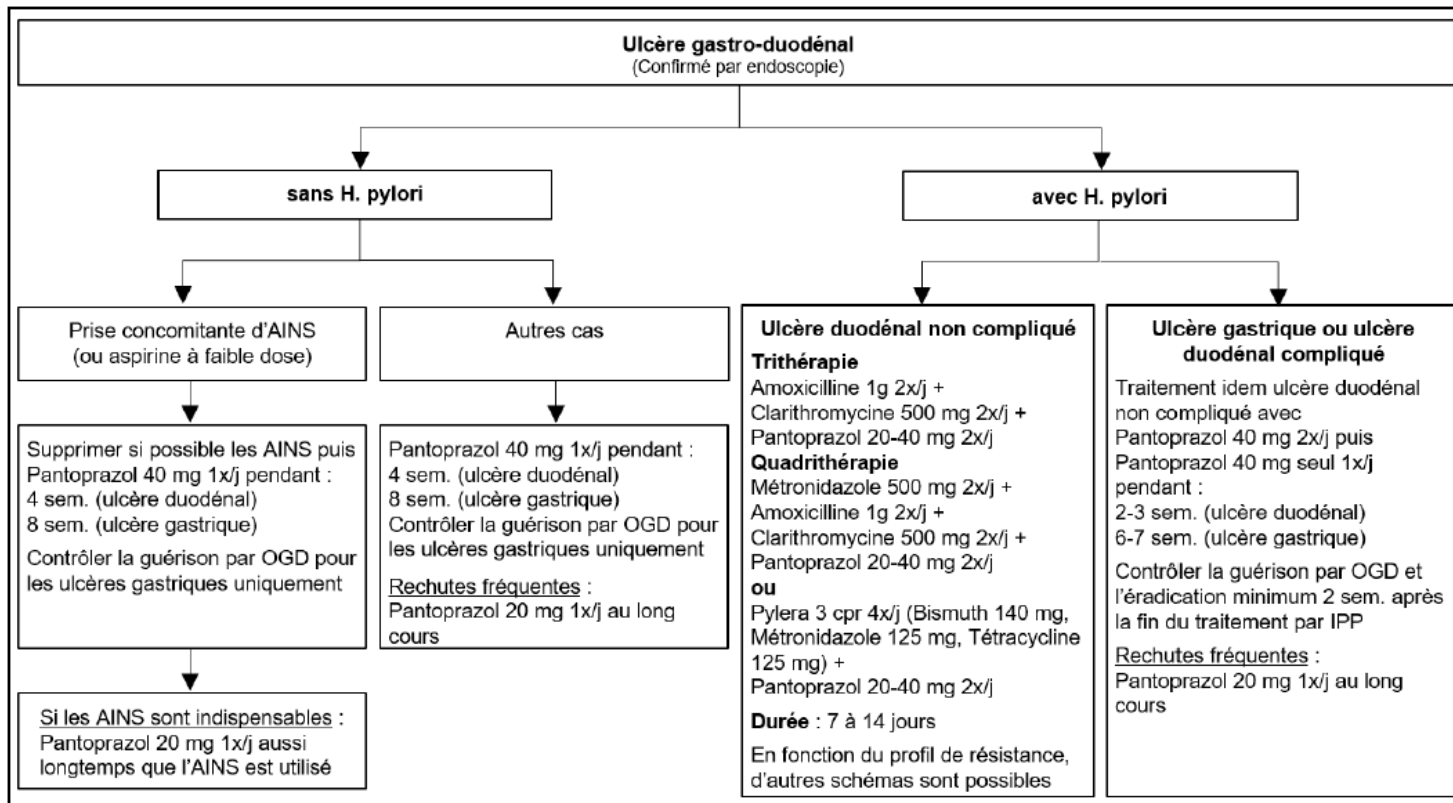 Ulcère gastro-duodénal
(Confirmé par endoscopie)
sans H. pylori
avec H. pylori
Prise concomitante d'AINS
(ou aspirine à faible dose)
Supprimer si possible les AINS puis
Pantoprazol 40 mg 1x/j pendant :
4 sem. (ulcère duodénal)
8 sem. (ulcère gastrique)
Contrôler la guérison par OGD pour
les ulcères gastriques uniquement
Si les AINS sont indispensables :
Pantoprazol 20 mg 1x/j aussi
longtemps que l'AINS est utilisé
Autres cas
Pantoprazol 40 mg 1x/j pendant :
4 sem. (ulcère duodénal)
8 sem. (ulcère gastrique)
Contrôler la guérison par OGD pour
les ulcères gastriques uniquement
Rechutes fréquentes :
Pantoprazol 20 mg 1x/j au long
cours
Ulcère duodénal non compliqué
Trithérapie
Amoxicilline 1g 2x/j +
Clarithromycine 500 mg 2x/j +
Pantoprazol 20-40 mg 2x/j
Quadrithérapie
Métronidazole 500 mg 2x/j +
Amoxicilline 1g 2x/j +
Clarithromycine 500 mg 2x/j +
Pantoprazol 20-40 mg 2x/j
ou
Pylera 3 cpr 4x/j (Bismuth 140 mg,
Métronidazole 125 mg, Tétracycline
125 mg) +
Pantoprazol 20-40 mg 2x/j
Durée : 7 à 14 jours
En fonction du profil de résistance,
d'autres schémas sont possibles
Ulcère gastrique ou ulcère
duodénal compliqué
Traitement idem ulcère duodénal
non compliqué avec
Pantoprazol 40 mg 2x/j puis
Pantoprazol 40 mg seul 1x/j
pendant :
2-3 sem. (ulcère duodénal)
6-7 sem. (ulcère gastrique)
Contrôler la guérison par OGD et
l'éradication minimum 2 sem. après
la fin du traitement par IPP
Rechutes fréquentes :
Pantoprazol 20 mg 1x/j au long
cours